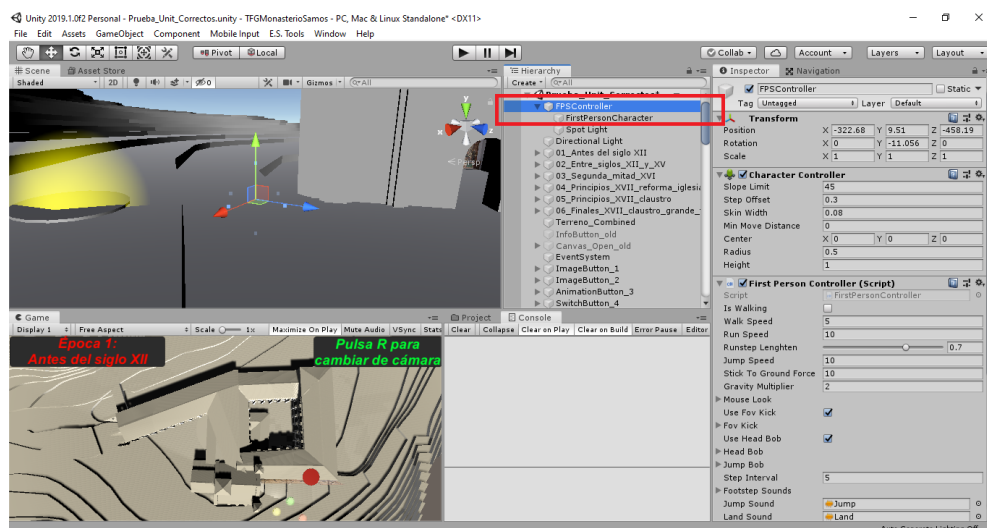 Unity 2019.1.0f2 Personal - Prueba_Unit_Correctos.unity - TFGMonasterioSamos - PC, Mac & Linux Standalone* <DX11>
File Edit Assets GameObject Component Mobile Input E.S. Tools Window Help
Pivot Local Collab Account Layers Layout
Scene Asset Store
Shaded 2D 0 Gizmos All
y
x z
Persp
Hierarchy
Create All
Prueba_Unit_Correctos*
FPSController
FirstPersonCharacter
Spot Light
Directional Light
01_Antes del siglo XII
02_Entre_siglos_XII_y_XV
03_Segunda_mitad_XVI
04_Principios_XVII_reforma_iglesia
05_Principios_XVII_claustro
06_Finales_XVII_claustro_grande_
Terreno_Combined
InfoButton_old
Canvas_Open_old
EventSystem
ImageButton_1
ImageButton_2
AnimationButton_3
SwitchButton_4
Inspector Navigation
FPSController Static
Tag Untagged Layer Default
Transform
Position X -322.68 Y 9.51 Z -458.19
Rotation X 0 Y -11.056 Z 0
Scale X 1 Y 1 Z 1
Character Controller
Slope Limit 45
Step Offset 0.3
Skin Width 0.08
Min Move Distance 0
Center X 0 Y 0 Z 0
Radius 0.5
Height 1
First Person Controller (Script)
Script FirstPersonController
Is Walking
Walk Speed 5
Run Speed 10
Runstep Lenghten 0.7
Jump Speed 10
Stick To Ground Force 10
Gravity Multiplier 2
Mouse Look
Use Fov Kick
Fov Kick
Use Head Bob
Head Bob
Jump Bob
Step Interval 5
Footstep Sounds
Jump Sound Jump
Land Sound Land
Game
Display 1 Free Aspect Scale 1x Maximize On Play Mute Audio VSync Stats
Época 1:
Antes del siglo XII
Pulsa R para
cambiar de cámara
Project Console
Clear Collapse Clear on Play Clear on Build Error Pause Editor